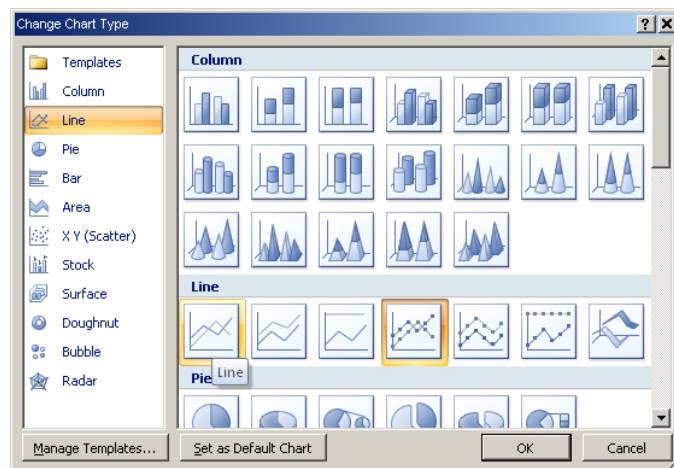 Change Chart Type
Templates
Column
Line
Pie
Bar
Area
X Y (Scatter)
Stock
Surface
Doughnut
Bubble
Radar
Column
Line
Line
Pie
Manage Templates...
Set as Default Chart
OK
Cancel